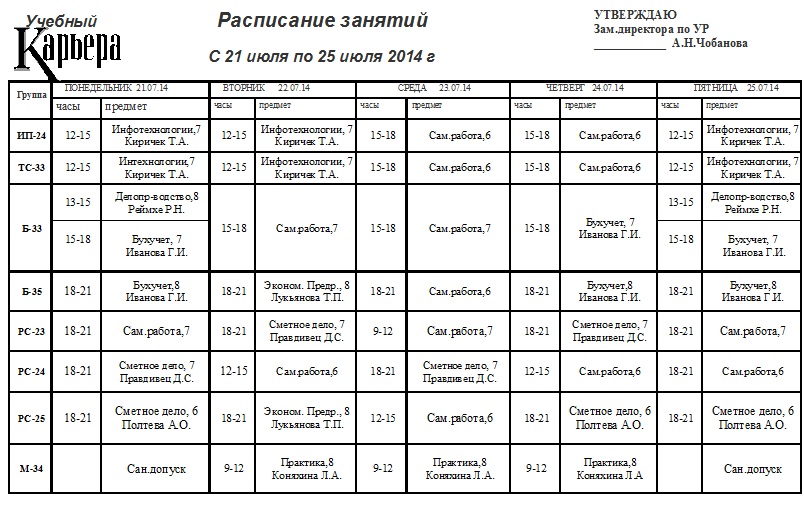 Учебный Расписание занятий УТВЕРЖДАЮ
Зам.директора по УР
Карьера ____________ А.Н.Чобанова
С 21 июля по 25 июля 2014 г
Группа ПОНЕДЕЛЬНИК 21.07.14 ВТОРНИК 22.07.14 СРЕДА 23.07.14 ЧЕТВЕРГ 24.07.14 ПЯТНИЦА 25.07.14
часы предмет часы предмет часы предмет часы предмет часы предмет
ИП-24 12-15 Инфотехнологии,7 Киричек Т.А. 12-15 Инфотехнологии, 7 Киричек Т.А. 15-18 Сам.работа,6 15-18 Сам.работа,6 12-15 Инфотехнологии, 7 Киричек Т.А.
ТС-33 12-15 Интехнологии,7 Киричек Т.А. 12-15 Инфотехнологии, 7 Киричек Т.А. 15-18 Сам.работа,6 15-18 Сам.работа,6 12-15 Инфотехнологии, 7 Киричек Т.А.
Б-33 13-15 Делопр-водство,8 Реймхе Р.Н. 15-18 Сам.работа,7 15-18 Сам.работа,7 15-18 Бухучет, 7 Иванова Г.И. 13-15 Делопр-водство,8 Реймхе Р.Н.
15-18 Бухучет, 7 Иванова Г.И. 15-18 Бухучет, 7 Иванова Г.И.
Б-35 18-21 Бухучет,8 Иванова Г.И. 18-21 Эконом. Предр., 8 Лукьянова Т.П. 18-21 Сам.работа,6 18-21 Бухучет,8 Иванова Г.И. 18-21 Бухучет,8 Иванова Г.И.
РС-23 18-21 Сам.работа,7 18-21 Сметное дело, 7 Правдивец Д.С. 9-12 Сам.работа,6 18-21 Сметное дело, 7 Правдивец Д.С. 18-21 Сам.работа,7
РС-24 18-21 Сметное дело, 7 Правдивец Д.С. 12-15 Сам.работа,6 18-21 Сметное дело, 7 Правдивец Д.С. 12-15 Сам.работа,6 18-21 Сам.работа,6
РС-25 18-21 Сметное дело, 6 Полтева А.О. 18-21 Эконом. Предр., 8 Лукьянова Т.П. 12-15 Сам.работа,6 18-21 Сметное дело, 6 Полтева А.О. 18-21 Сметное дело, 6 Полтева А.О.
М-34 Сан.допуск 9-12 Практика,8 Коняхина Л.А. 9-12 Практика,8 Коняхина Л.А. 9-12 Практика,8 Коняхина Л.А Сан.допуск